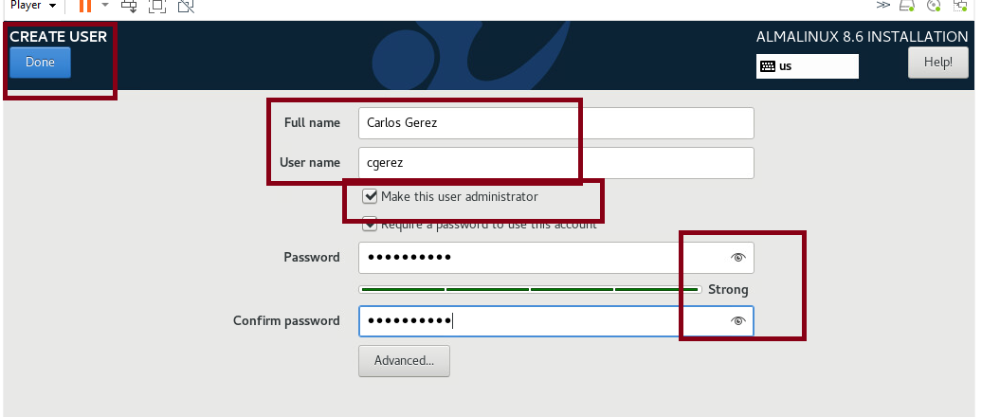 Player
CREATE USER
ALMALINUX 8.6 INSTALLATION
Done
us
Help!
Full name
Carlos Gerez
User name
cgerez
Make this user administrator
Require a password to use this account
Password
●●●●●●●●●●
Strong
Confirm password
●●●●●●●●●●
Advanced...